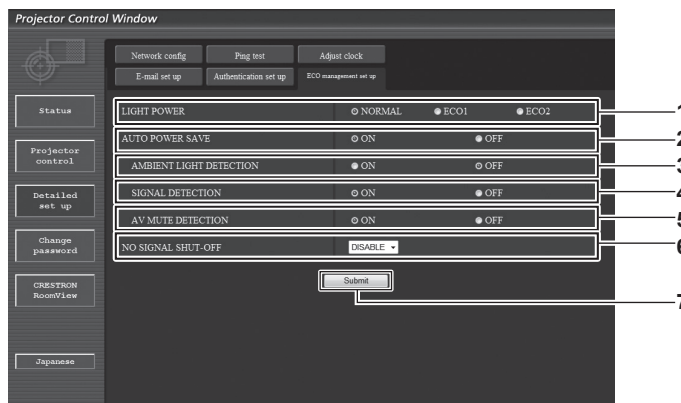 Projector Control Window
Network config Ping test Adjust clock
E-mail set up Authentication set up ECO management set up
Status
Projector control
Detailed set up
Change password
CRESTRON RoomView
Japanese
LIGHT POWER NORMAL ECO1 ECO2 1
AUTO POWER SAVE ON OFF 2
AMBIENT LIGHT DETECTION ON OFF 3
SIGNAL DETECTION ON OFF 4
AV MUTE DETECTION ON OFF 5
NO SIGNAL SHUT-OFF DISABLE 6
Submit 7